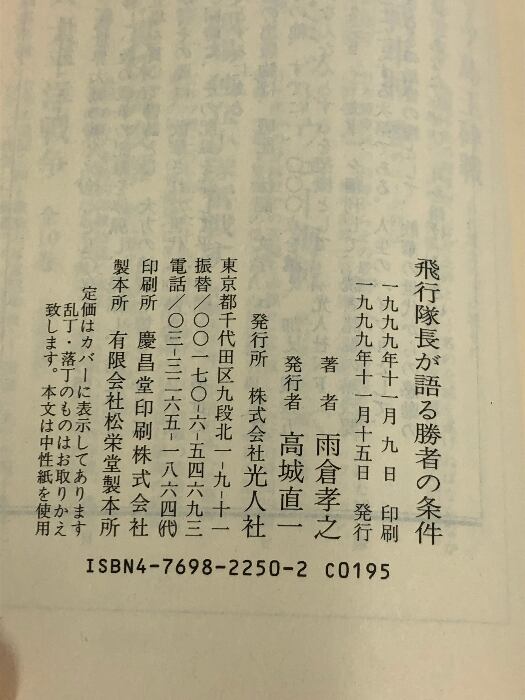 飛行隊長が語る勝者の条件
一九九九年十一月九日 印刷
一九九九年十一月十五日 発行
著者 雨倉孝之
発行者 高城直一
発行所 株式会社光人社
東京都千代田区九段北一-九-十一
振替/〇〇一七〇-六-五四六九三
電話/〇三-三二六五-一八六四(代)
印刷所 慶昌堂印刷株式会社
製本所 有限会社松栄堂製本所
定価はカバーに表示してあります
乱丁・落丁のものはお取りかえ
致します。本文は中性紙を使用
ISBN4-7698-2250-2 C0195